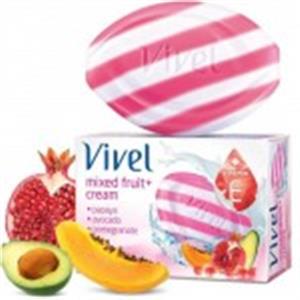 Vivel
Vivel
mixed fruit+
cream
• papaya
• avocado
• pomegranate
E